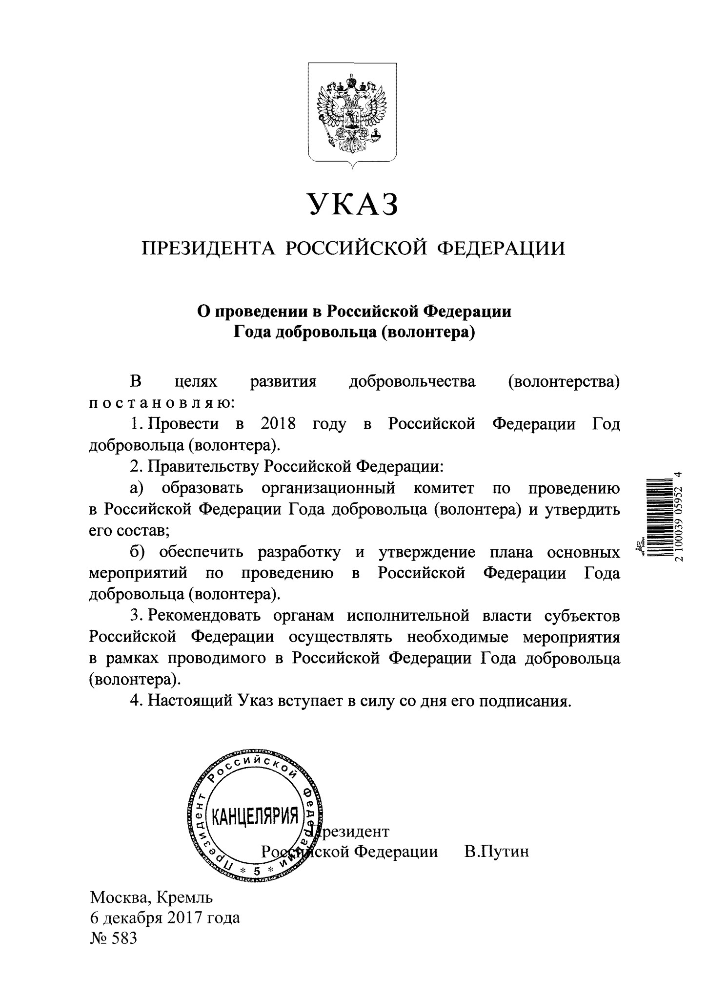 УКАЗ
ПРЕЗИДЕНТА РОССИЙСКОЙ ФЕДЕРАЦИИ
О проведении в Российской Федерации
Года добровольца (волонтера)
В целях развития добровольчества (волонтерства)
п о с т а н о в л я ю:
1. Провести в 2018 году в Российской Федерации Год
добровольца (волонтера).
2. Правительству Российской Федерации:
а) образовать организационный комитет по проведению
в Российской Федерации Года добровольца (волонтера) и утвердить
его состав;
б) обеспечить разработку и утверждение плана основных
мероприятий по проведению в Российской Федерации Года
добровольца (волонтера).
3. Рекомендовать органам исполнительной власти субъектов
Российской Федерации осуществлять необходимые мероприятия
в рамках проводимого в Российской Федерации Года добровольца
(волонтера).
4. Настоящий Указ вступает в силу со дня его подписания.
2 100039 05952 4
Президент Российской Федерации * 5 *
КАНЦЕЛЯРИЯ
Президент
Российской Федерации В.Путин
Москва, Кремль
6 декабря 2017 года
№ 583